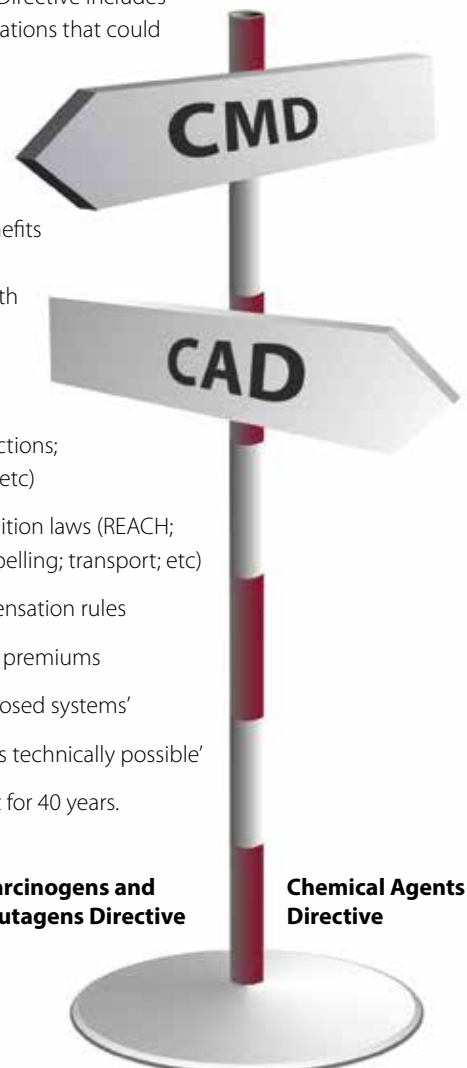 Directive includes
ations that could
CMD
nefits
th
CAD
ctions;
etc)
ition laws (REACH;
belling; transport; etc)
ensation rules
premiums
osed systems’
s technically possible’
t for 40 years.
arcinogens and
utagens Directive
Chemical Agents
Directive